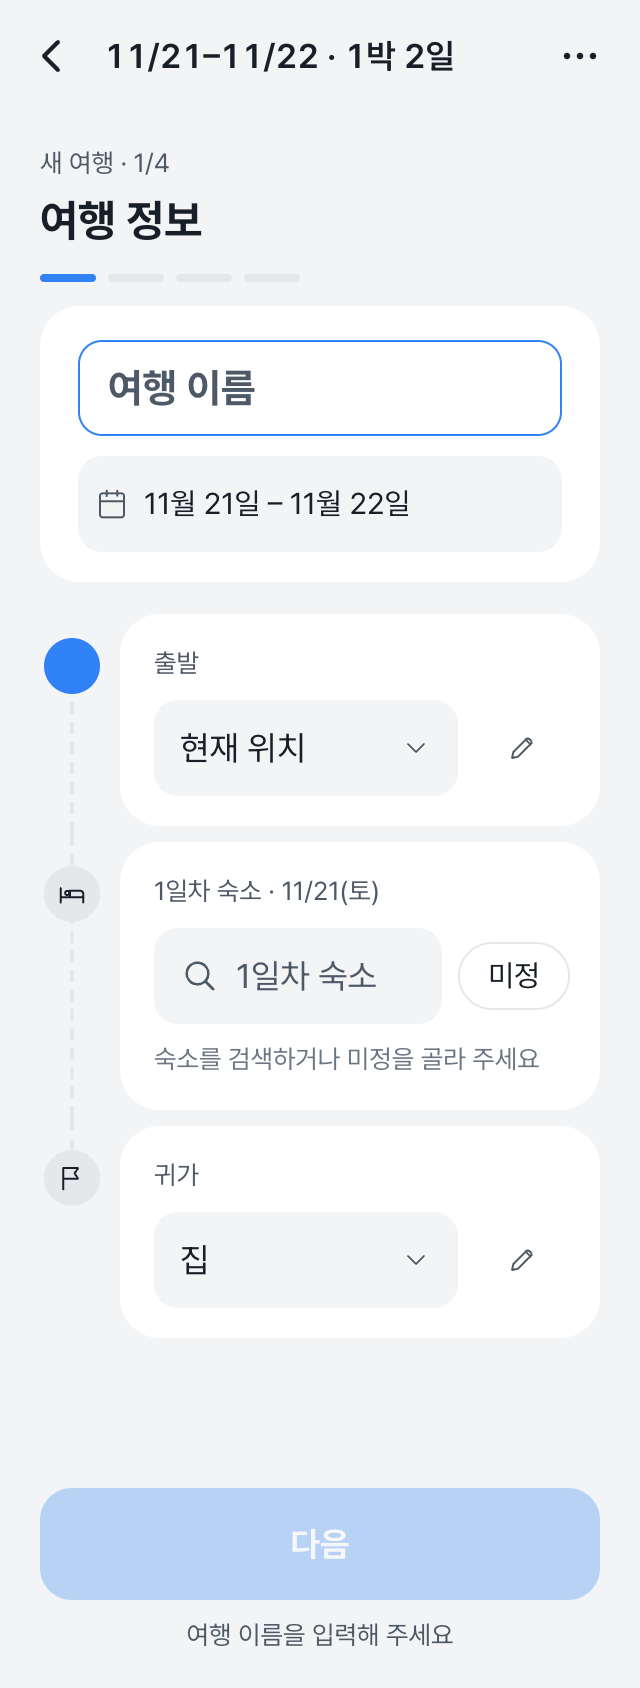 11/21–11/22 · 1박 2일
새 여행 · 1/4
여행 정보
여행 이름
11월 21일 – 11월 22일
출발
현재 위치
1일차 숙소 · 11/21(토)
1일차 숙소
미정
숙소를 검색하거나 미정을 골라 주세요
귀가
집
다음
여행 이름을 입력해 주세요